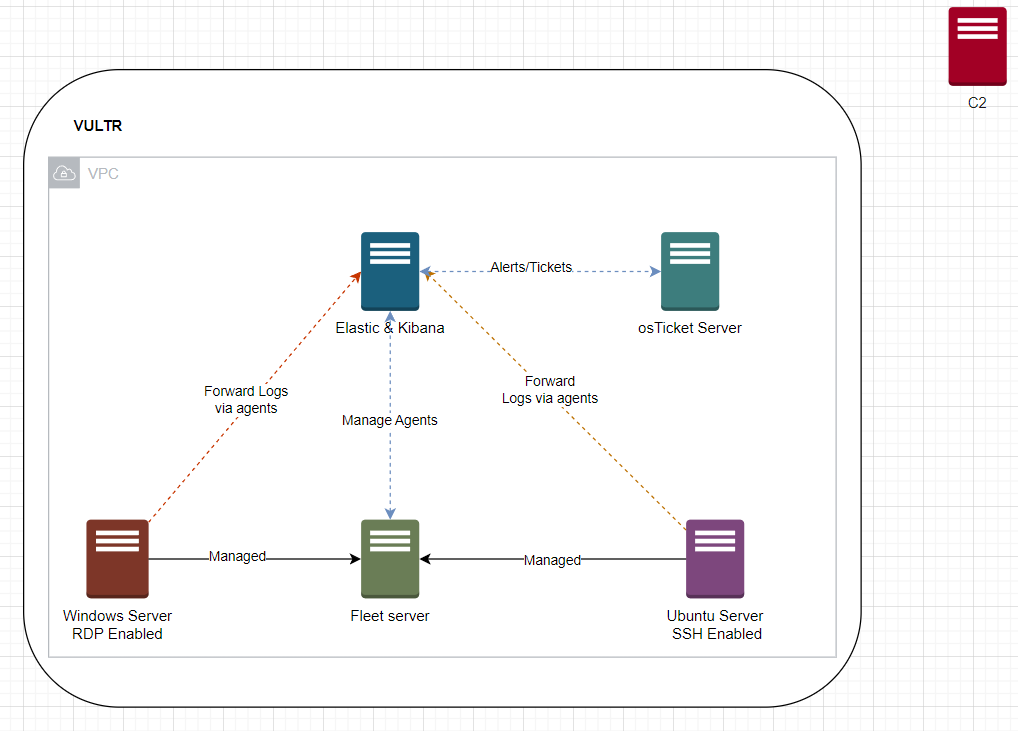 C2
VULTR
VPC
Alerts/Tickets
Elastic & Kibana
osTicket Server
Forward Logs
via agents
Forward
Logs via agents
Manage Agents
Managed
Managed
Windows Server
RDP Enabled
Fleet server
Ubuntu Server
SSH Enabled